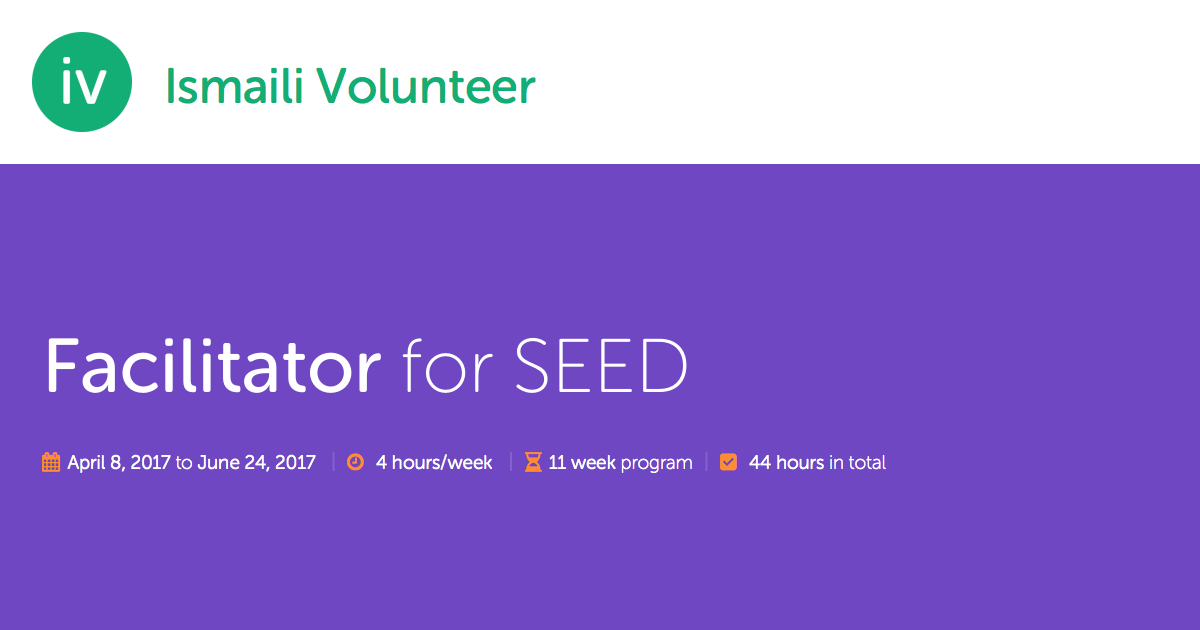 iv Ismaili Volunteer
Facilitator for SEED
April 8, 2017 to June 24, 2017 | 4 hours/week | 11 week program | 44 hours in total